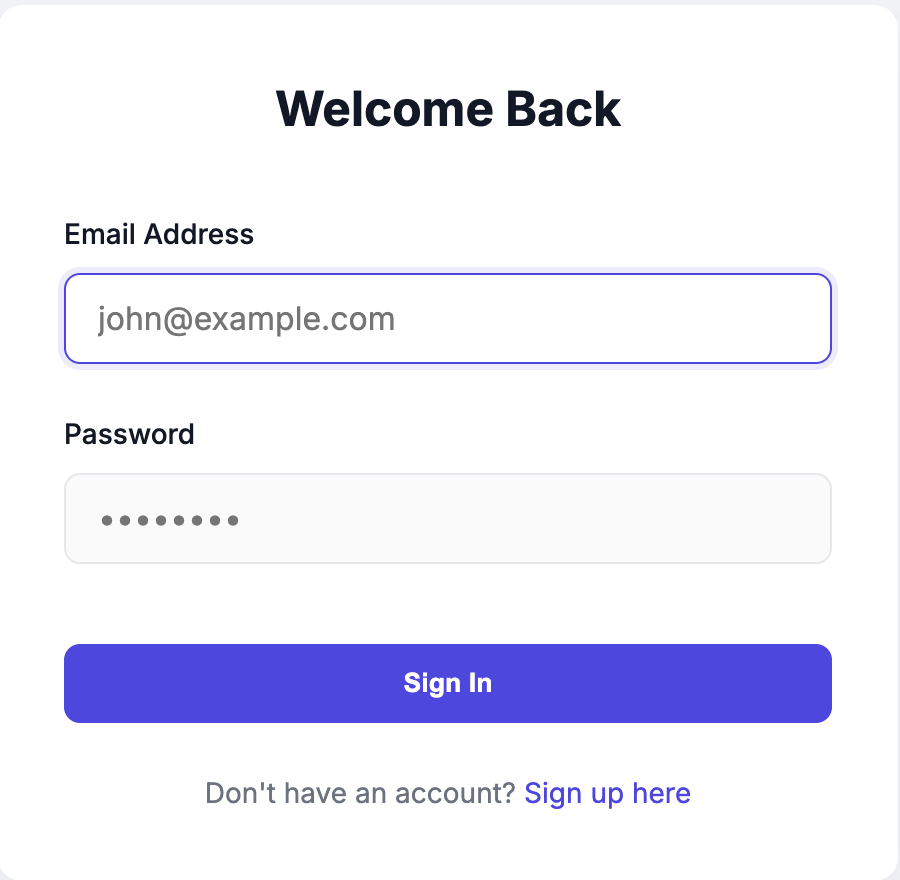 Welcome Back
Email Address
john@example.com
Password
••••••••
Sign In
Don't have an account? Sign up here